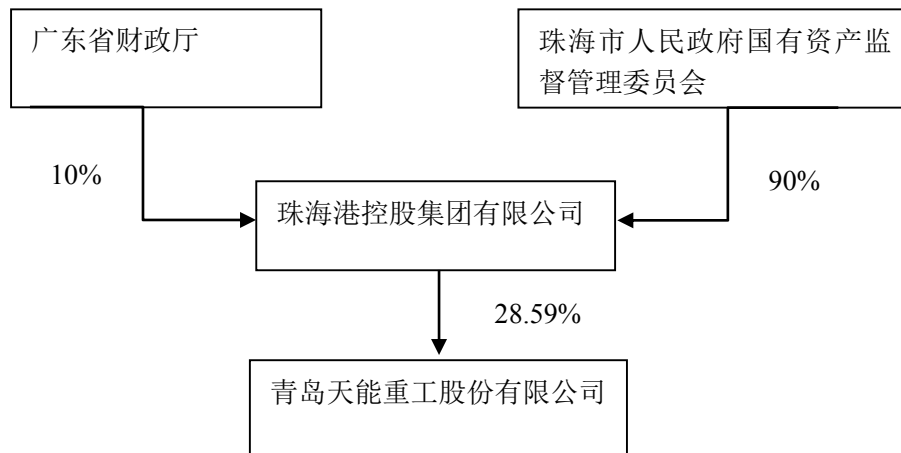 广东省财政厅
珠海市人民政府国有资产监
督管理委员会
10%
90%
珠海港控股集团有限公司
28.59%
青岛天能重工股份有限公司